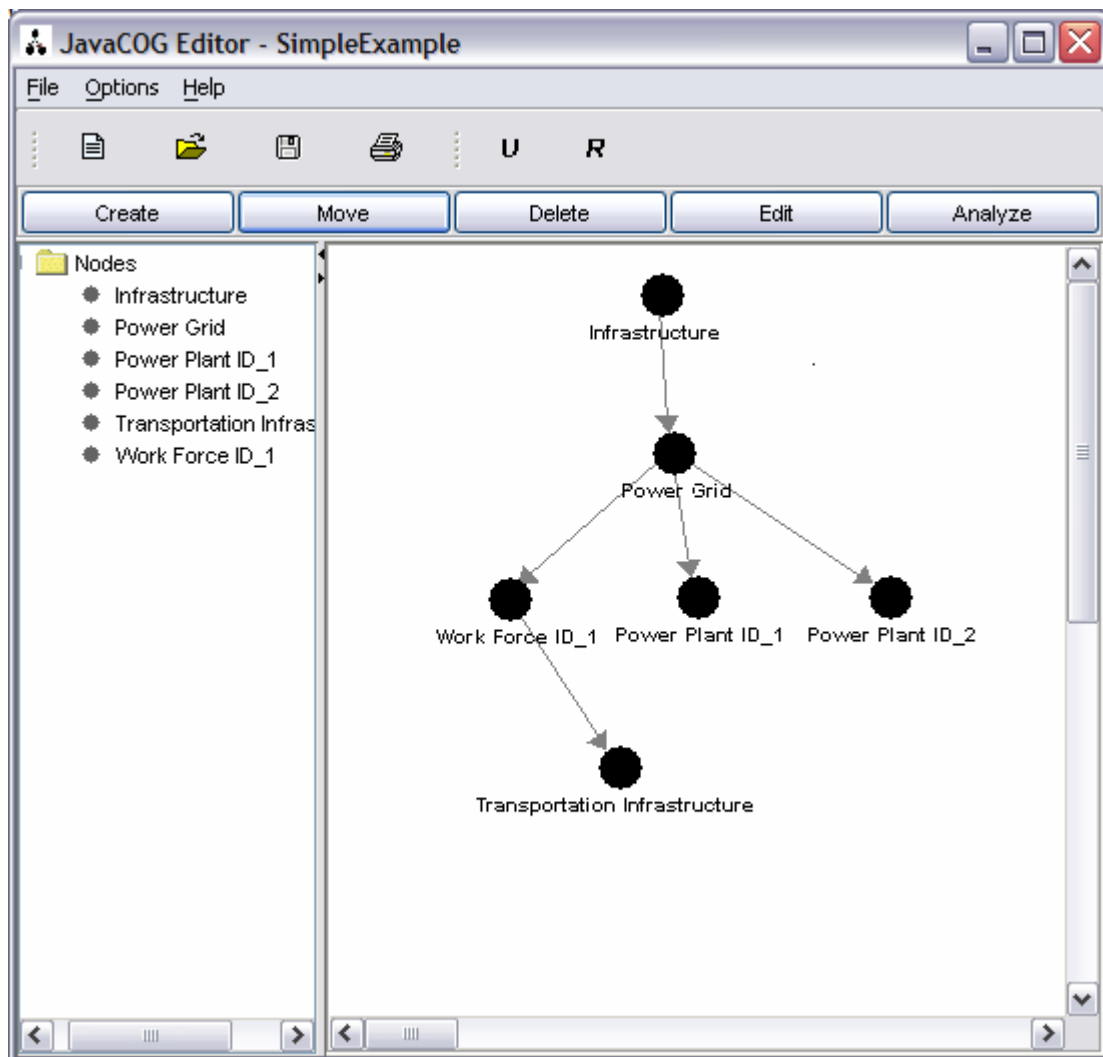 JavaCOG Editor - SimpleExample
File Options Help
U R
Create Move Delete Edit Analyze
Nodes
Infrastructure
Power Grid
Power Plant ID_1
Power Plant ID_2
Transportation Infras
Work Force ID_1
Infrastructure
Power Grid
Work Force ID_1 Power Plant ID_1 Power Plant ID_2
Transportation Infrastructure